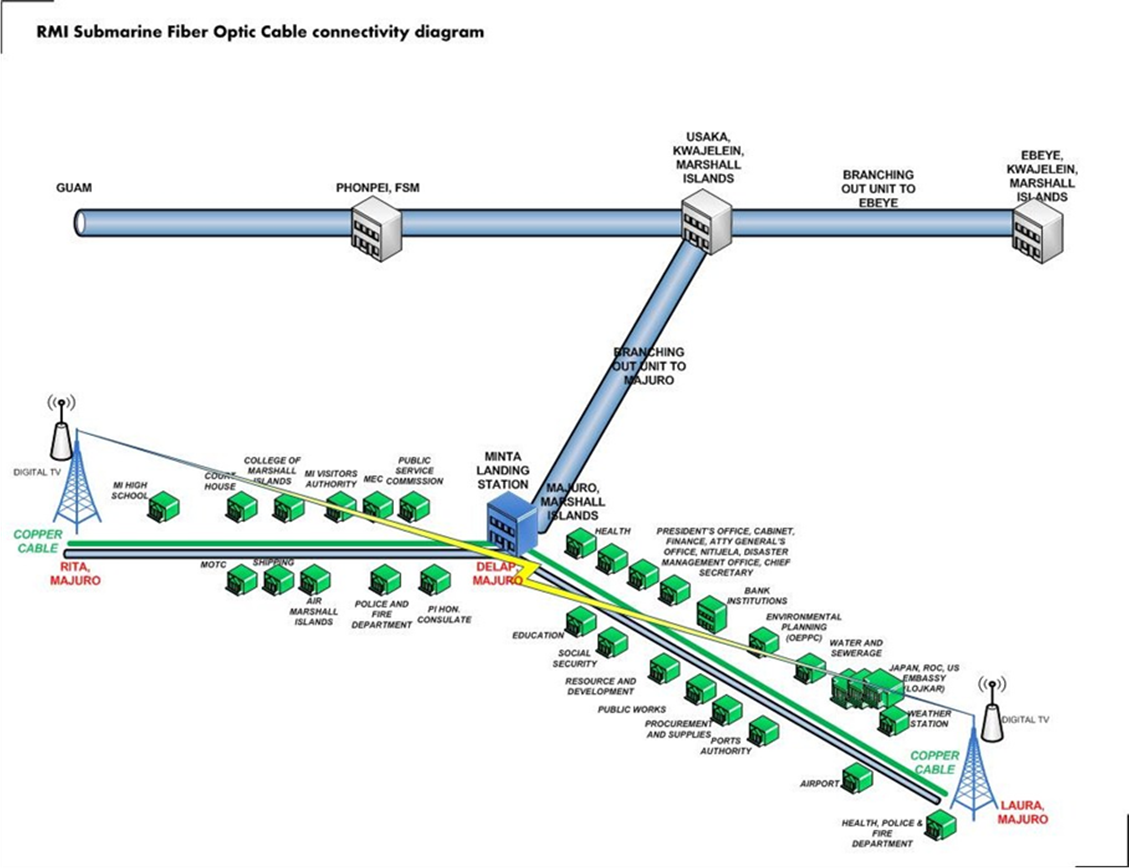 RMI Submarine Fiber Optic Cable connectivity diagram
GUAM
PHONPEI, FSM
USAKA,
KWAJELEIN,
MARSHALL
ISLANDS
BRANCHING
OUT UNIT TO
EBEYE
EBEYE,
KWAJELEIN,
MARSHALL
ISLANDS
BRANCHING
OUT UNIT TO
MAJURO
DIGITAL TV
MI HIGH
SCHOOL
COURT
HOUSE
COLLEGE OF
MARSHALL
ISLANDS
MI VISITORS
AUTHORITY
MEC
PUBLIC
SERVICE
COMMISSION
MINTA
LANDING
STATION
MAJURO,
MARSHALL
ISLANDS
COPPER
CABLE
RITA,
MAJURO
MOTC
SHIPPING
AIR
MARSHALL
ISLANDS
POLICE AND
FIRE
DEPARTMENT
PI HON.
CONSULATE
DELAP,
MAJURO
HEALTH
PRESIDENT'S OFFICE, CABINET,
FINANCE, ATTY GENERAL'S
OFFICE, NITIJELA, DISASTER
MANAGEMENT OFFICE, CHIEF
SECRETARY
BANK
INSTITUTIONS
ENVIRONMENTAL
PLANNING
(OEPPC)
WATER AND
SEWERAGE
JAPAN, ROC, US
EMBASSY
(LOJKAR)
WEATHER
STATION
EDUCATION
SOCIAL
SECURITY
RESOURCE AND
DEVELOPMENT
PUBLIC WORKS
PROCUREMENT
AND SUPPLIES
PORTS
AUTHORITY
AIRPORT
HEALTH, POLICE &
FIRE
DEPARTMENT
DIGITAL TV
COPPER
CABLE
LAURA,
MAJURO